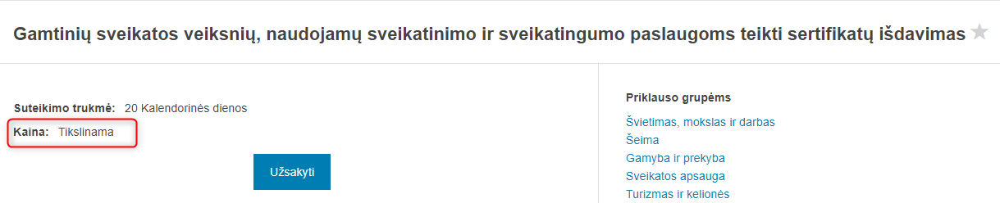 Gamtinių sveikatos veiksnių, naudojamų sveikatinimo ir sveikatingumo paslaugoms teikti sertifikatų išdavimas
Suteikimo trukmė: 20 Kalendorinės dienos
Kaina: Tikslinama
Užsakyti
Priklauso grupėms
Švietimas, mokslas ir darbas
Šeima
Gamyba ir prekyba
Sveikatos apsauga
Turizmas ir kelionės